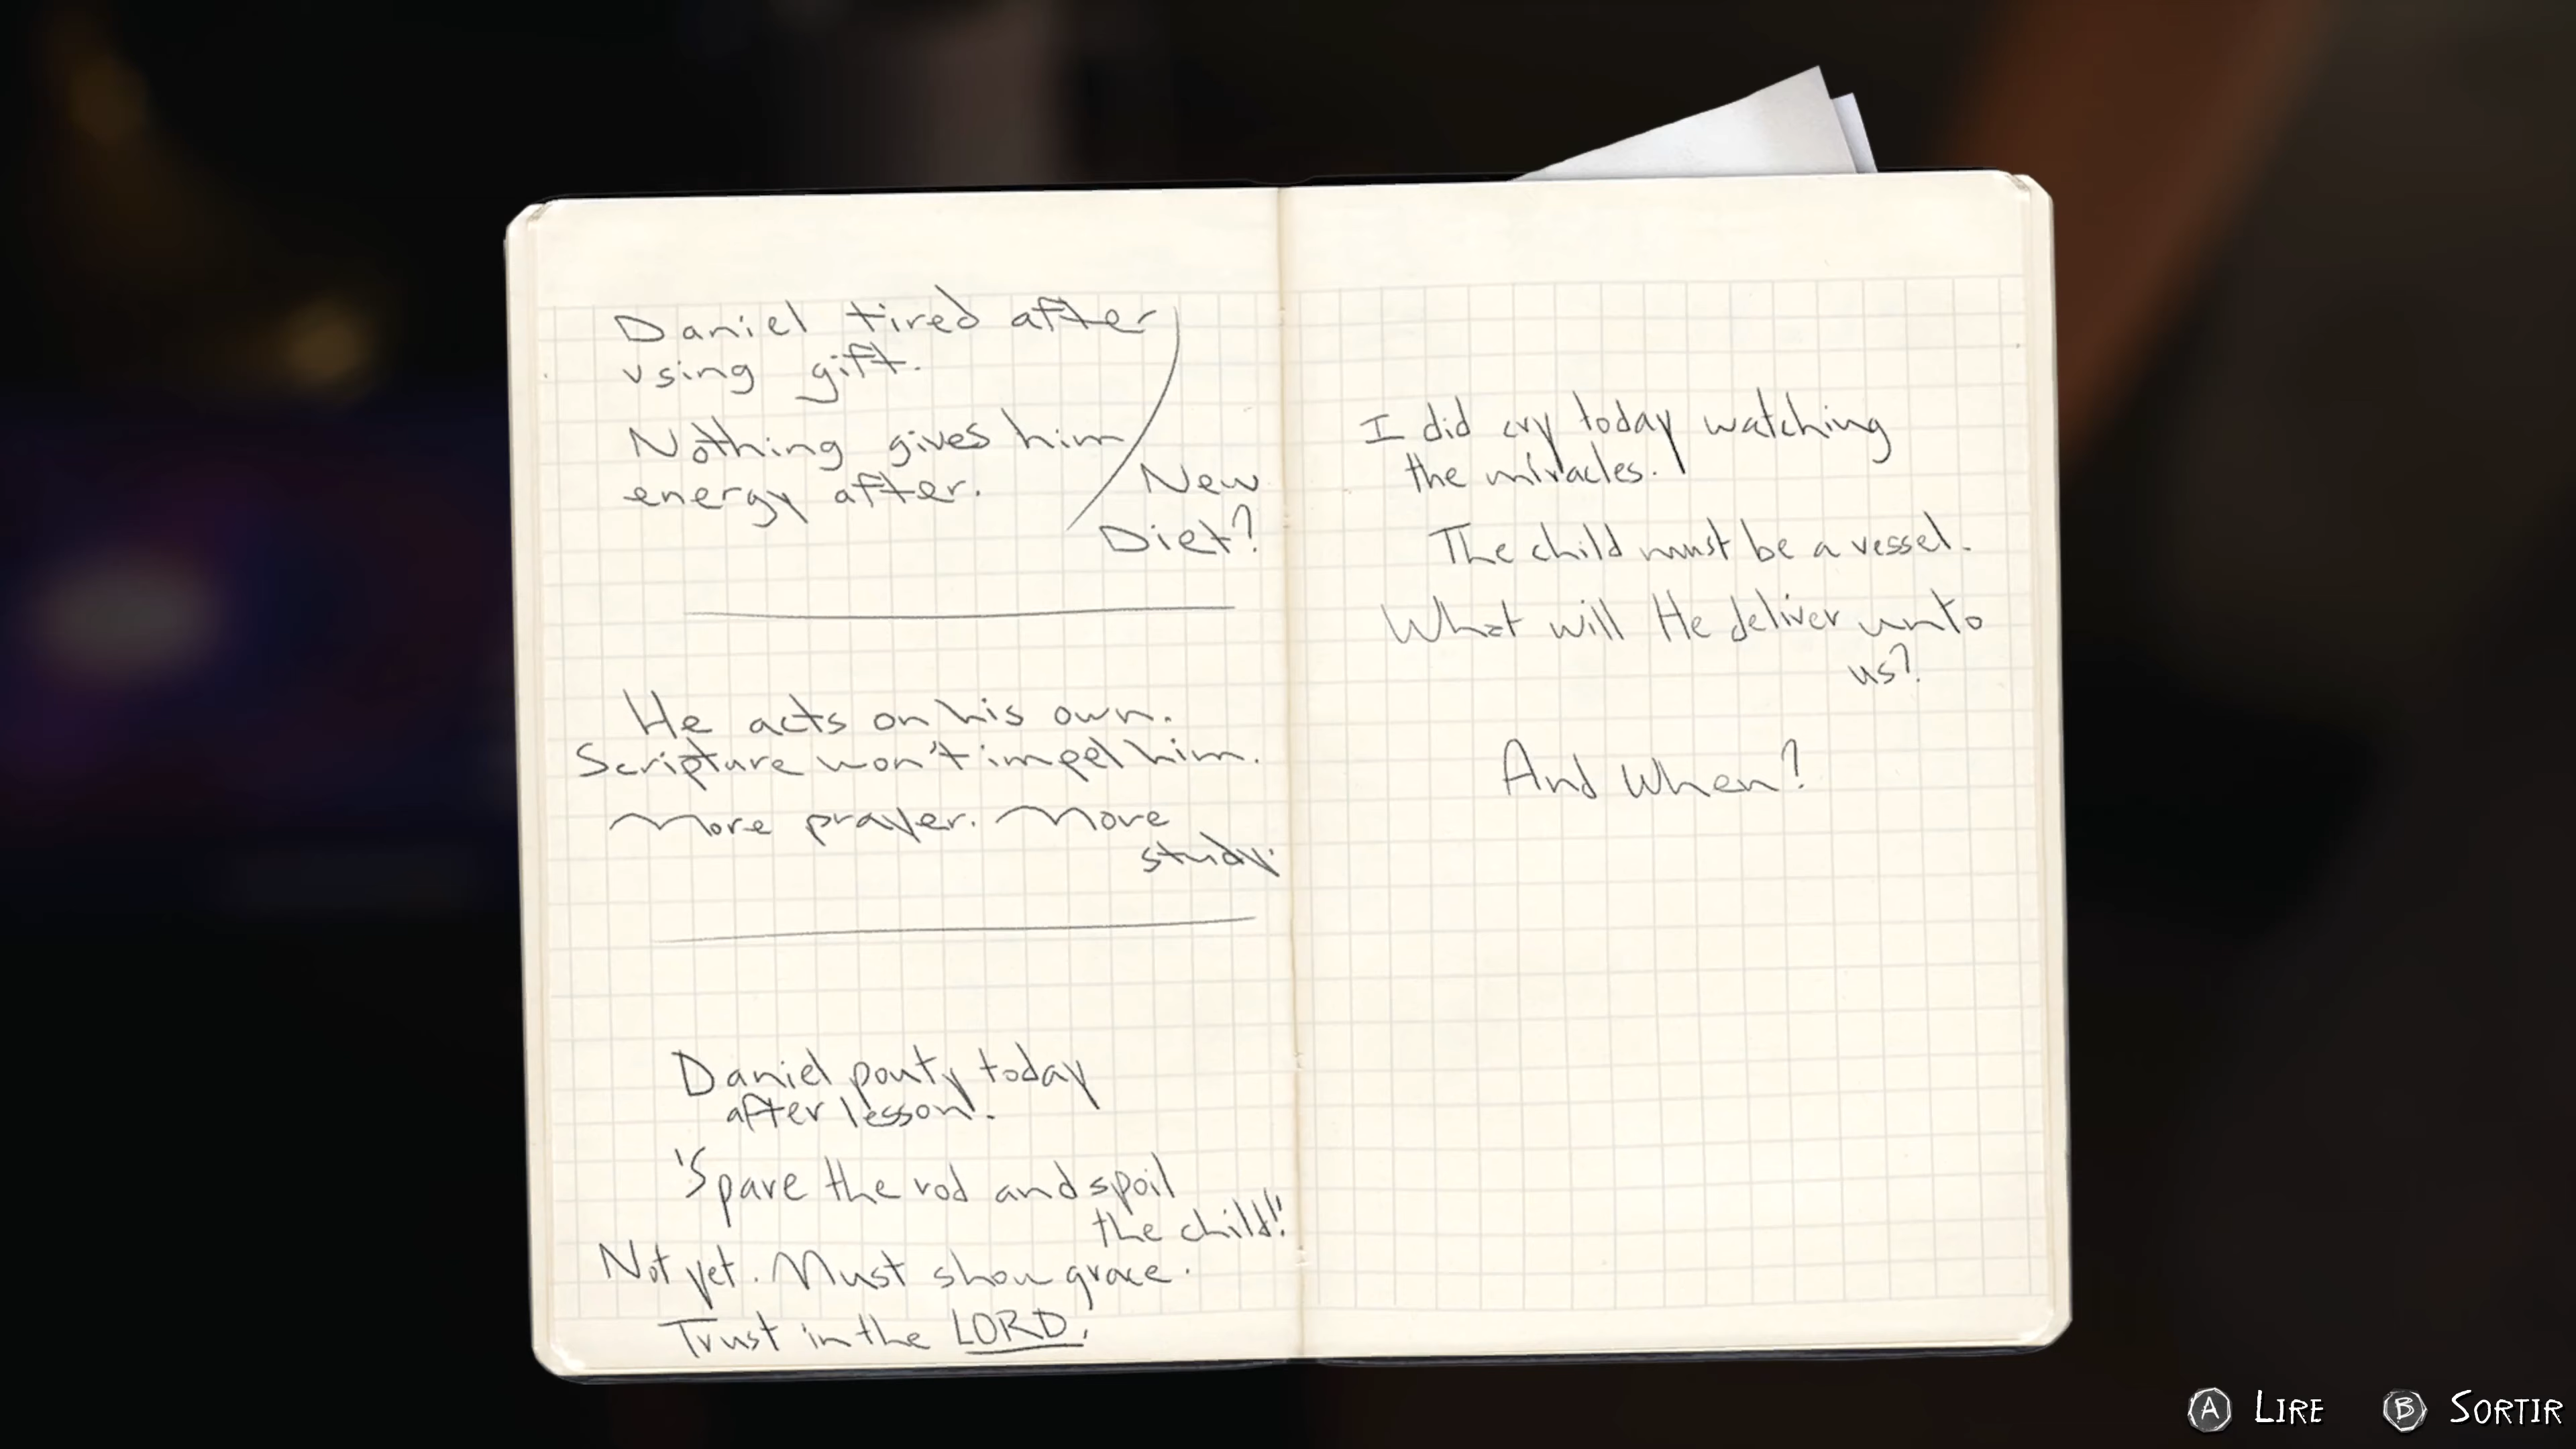 Daniel tired after
using gift.
Nothing gives him
energy after.
New
Diet?
He acts on his own.
Scripture won't impel him.
More prayer. More
study.
Daniel pouty today
after lesson.
'Spare the rod and spoil
the child!'
Not yet. Must show grace.
Trust in the LORD.
I did cry today watching
the miracles.
The child must be a vessel.
What will He deliver unto
us?
And When?
A LIRE B SORTIR